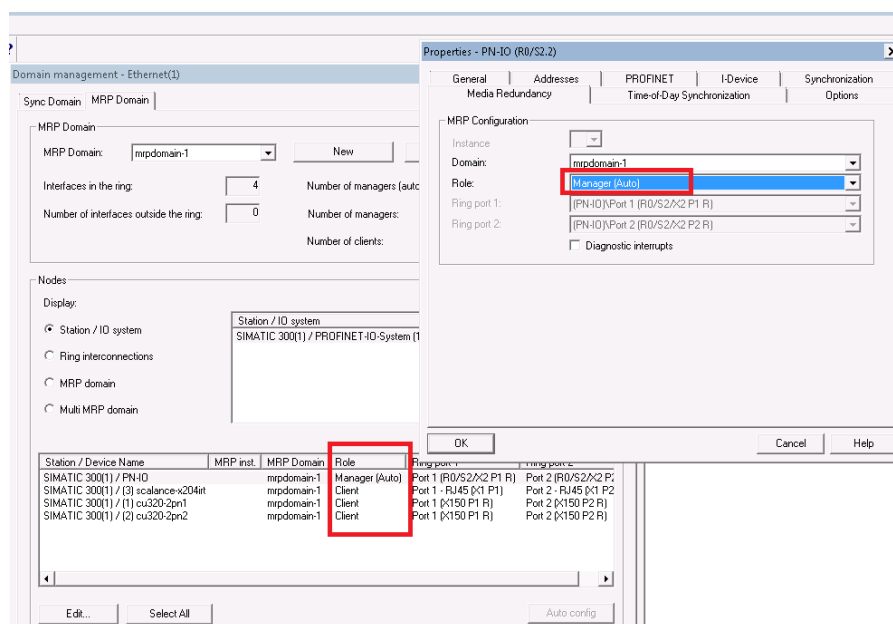 ?
Domain management - Ethernet(1)
Sync Domain MRP Domain
MRP Domain
MRP Domain: mrpdomain-1 New
Interfaces in the ring: 4 Number of managers (auto
Number of interfaces outside the ring: 0 Number of managers:
Number of clients:
Nodes
Display:
Station / IO system
Ring interconnections
MRP domain
Multi MRP domain
Station / IO system
SIMATIC 300(1) / PROFINET-IO-System (1
Station / Device Name MRP inst. MRP Domain Role Ring port 1 Ring port 2
SIMATIC 300(1) / PN-IO mrpdomain-1 Manager (Auto) Port 1 (R0/S2/X2 P1 R) Port 2 (R0/S2/X2 P2
SIMATIC 300(1) / (3) scalance-x204irt mrpdomain-1 Client Port 1 - RJ45 (X1 P1) Port 2 - RJ45 (X1 P2
SIMATIC 300(1) / (1) cu320-2pn1 mrpdomain-1 Client Port 1 (X150 P1 R) Port 2 (X150 P2 R)
SIMATIC 300(1) / (2) cu320-2pn2 mrpdomain-1 Client Port 1 (X150 P1 R) Port 2 (X150 P2 R)
Edit... Select All Auto config
Properties - PN-IO (R0/S2.2) X
General Addresses PROFINET I-Device Synchronization
Media Redundancy Time-of-Day Synchronization Options
MRP Configuration
Instance
Domain: mrpdomain-1
Role: Manager (Auto)
Ring port 1: (PN-IO)\Port 1 (R0/S2/X2 P1 R)
Ring port 2: (PN-IO)\Port 2 (R0/S2/X2 P2 R)
Diagnostic interrupts
OK Cancel Help